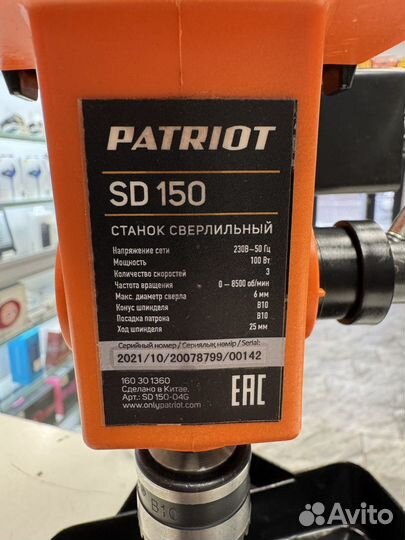 PATRIOT
SD 150
СТАНОК СВЕРЛИЛЬНЫЙ
Напряжение сети 230В~50 Гц
Мощность 100 Вт
Количество скоростей 3
Частота вращения 0 – 8500 об/мин
Макс. диаметр сверла 6 мм
Конус шпинделя B10
Посадка патрона B10
Ход шпинделя 25 мм
Серийный номер / Сериялық нөмір / Serial:
2021/10/20078799/00142
160 30 1360
Сделано в Китае.
Арт.: SD 150-04G
www.onlypatriot.com
EAC
B10
Avito